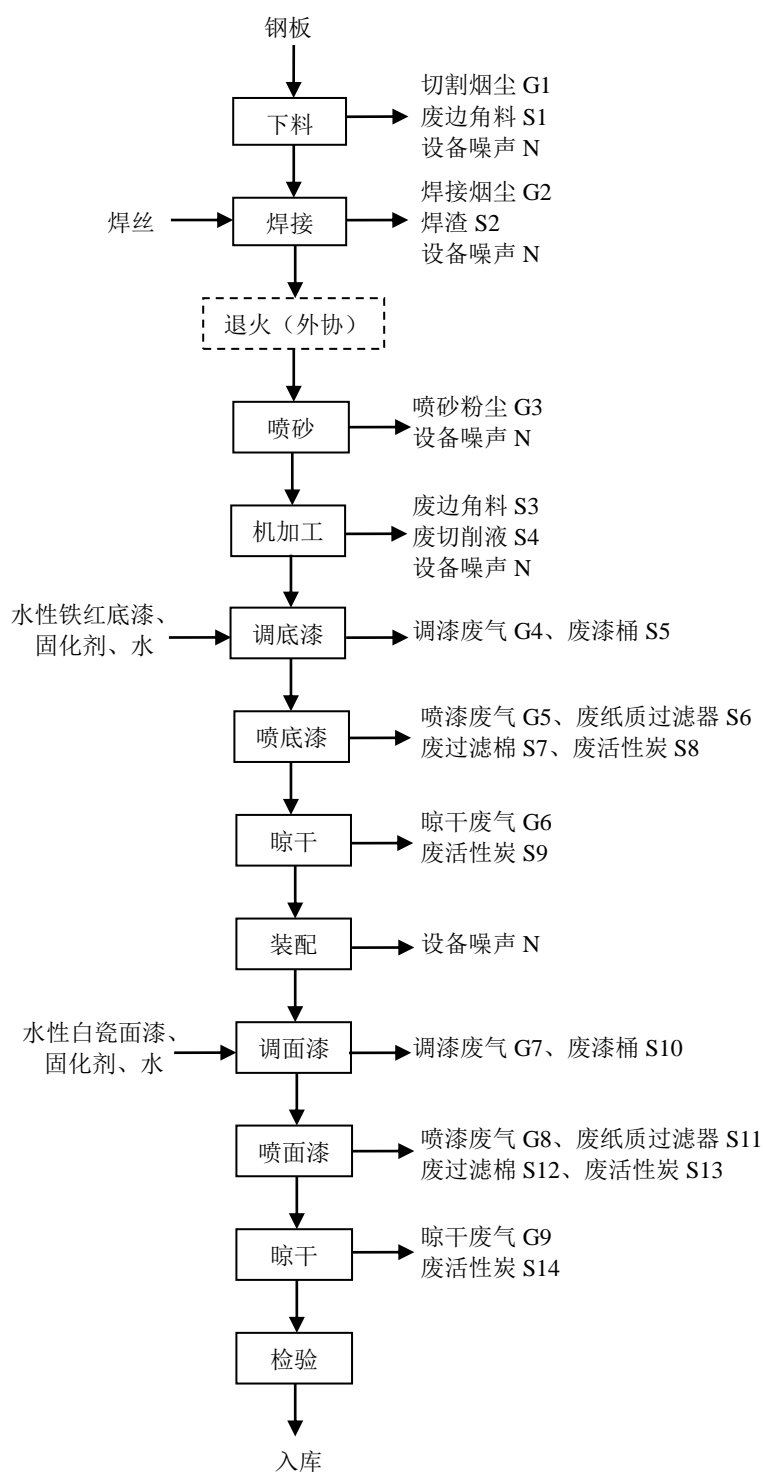 钢板
下料
切割烟尘 G1
废边角料 S1
设备噪声 N
焊丝
焊接
焊接烟尘 G2
焊渣 S2
设备噪声 N
退火（外协）
喷砂
喷砂粉尘 G3
设备噪声 N
机加工
废边角料 S3
废切削液 S4
设备噪声 N
水性铁红底漆、
固化剂、水
调底漆
调漆废气 G4、废漆桶 S5
喷底漆
喷漆废气 G5、废纸质过滤器 S6
废过滤棉 S7、废活性炭 S8
晾干
晾干废气 G6
废活性炭 S9
装配
设备噪声 N
水性白瓷面漆、
固化剂、水
调面漆
调漆废气 G7、废漆桶 S10
喷面漆
喷漆废气 G8、废纸质过滤器 S11
废过滤棉 S12、废活性炭 S13
晾干
晾干废气 G9
废活性炭 S14
检验
入库